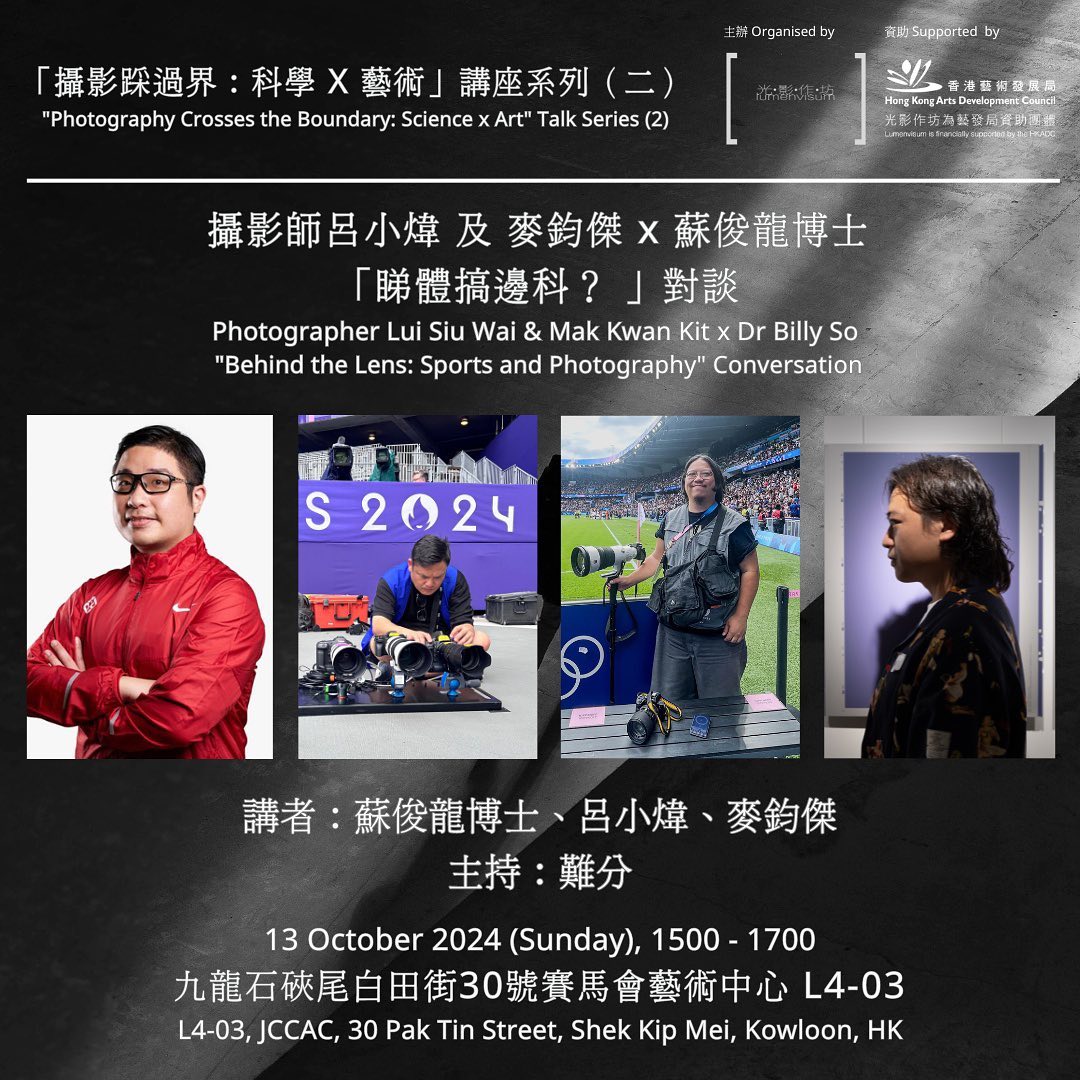 主辦 Organised by
資助 Supported by
光·影·作·坊
lumenvisum
香港藝術發展局
Hong Kong Arts Development Council
光影作坊為藝發局資助團體
Lumenvisum is financially supported by the HKADC
「攝影踩過界：科學 X 藝術」講座系列（二）
"Photography Crosses the Boundary: Science x Art" Talk Series (2)
攝影師呂小煒 及 麥鈞傑 x 蘇俊龍博士
「睇體搞邊科？ 」對談
Photographer Lui Siu Wai & Mak Kwan Kit x Dr Billy So
"Behind the Lens: Sports and Photography" Conversation
S 2024
講者：蘇俊龍博士、呂小煒、麥鈞傑
主持：難分
13 October 2024 (Sunday), 1500 - 1700
九龍石硤尾白田街30號賽馬會藝術中心 L4-03
L4-03, JCCAC, 30 Pak Tin Street, Shek Kip Mei, Kowloon, HK